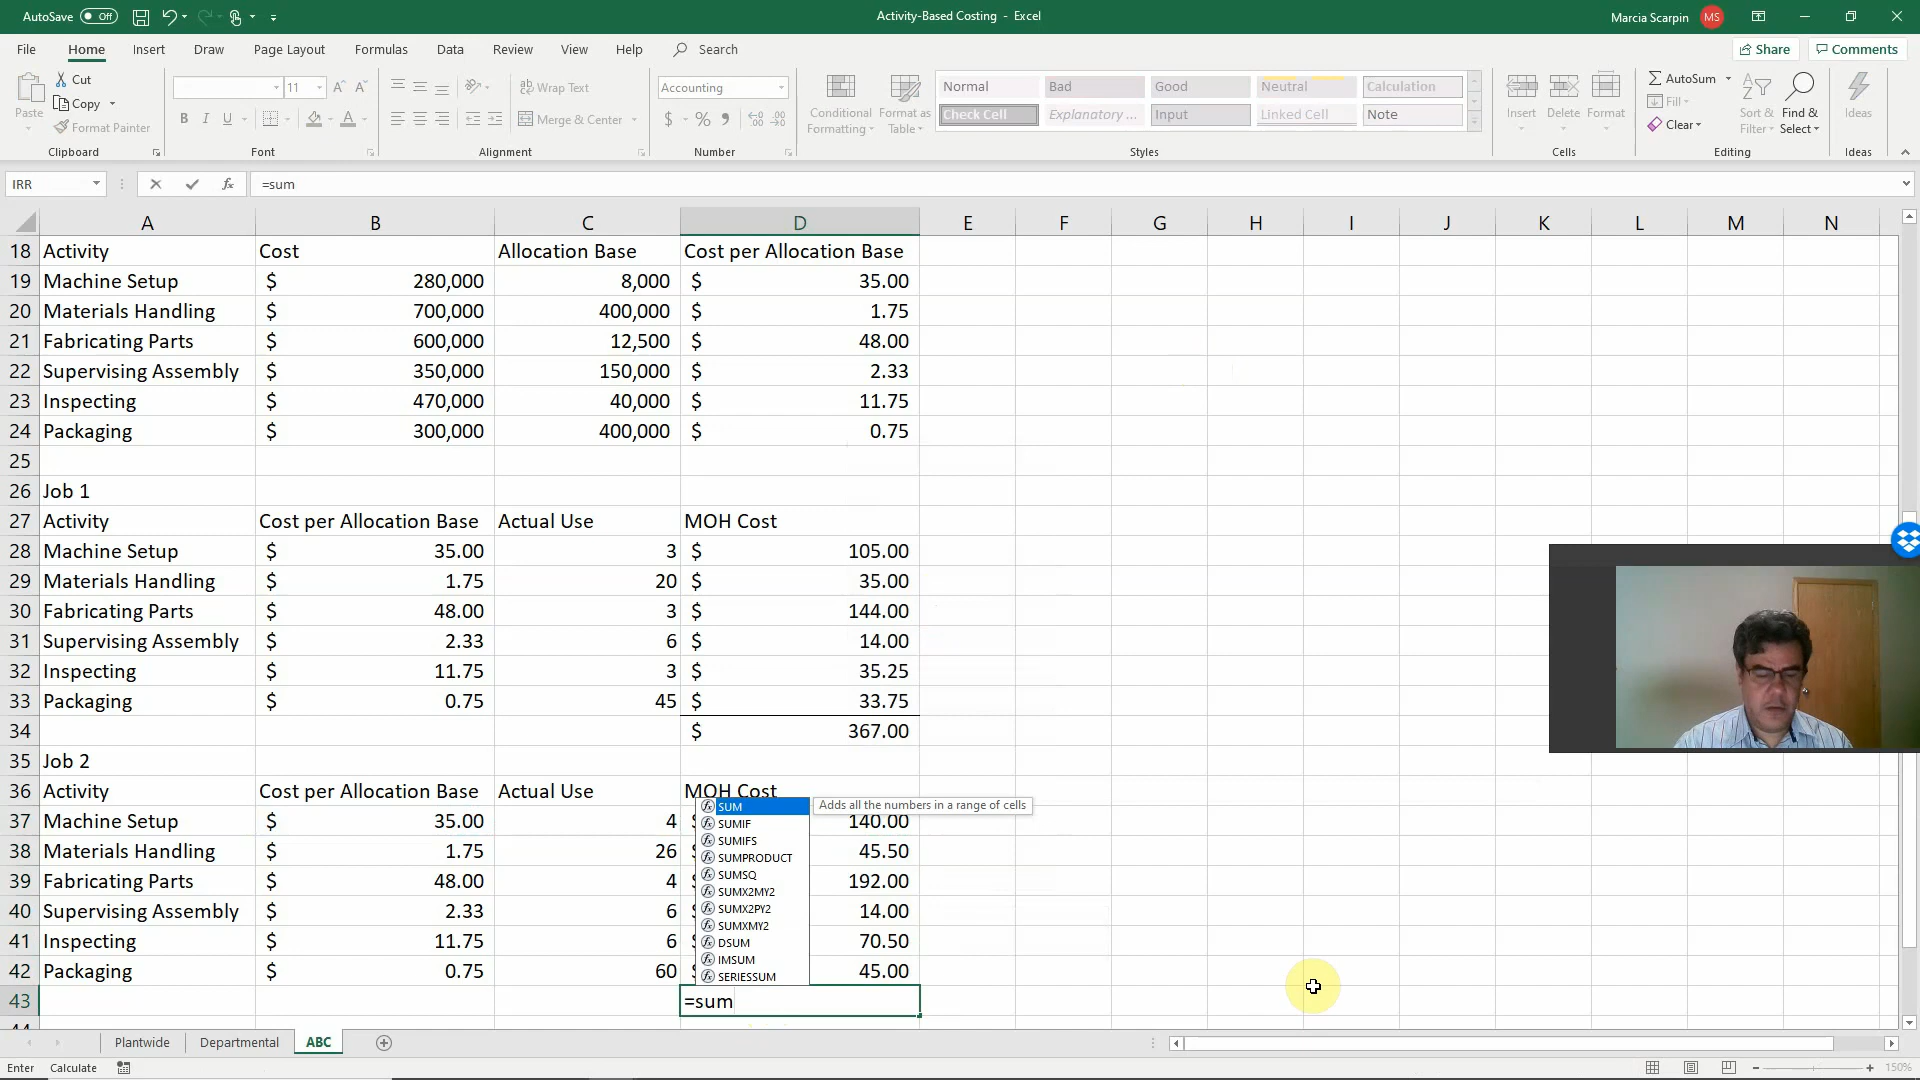 AutoSave Off
Activity-Based Costing - Excel
Marcia Scarpin MS
File Home Insert Draw Page Layout Formulas Data Review View Help Search
Share Comments
Paste Cut Copy Format Painter
Clipboard
11
B I U A
Font
Wrap Text
Merge & Center
Alignment
Accounting
$ % 9
Number
Conditional Formatting
Format as Table
Normal Bad Good Neutral Calculation
Check Cell Explanatory ... Input Linked Cell Note
Styles
Insert Delete Format
Cells
AutoSum
Fill
Clear
Sort & Filter
Find & Select
Editing
Ideas
Ideas
IRR fx =sum
A B C D E F G H I J K L M N
18 Activity Cost Allocation Base Cost per Allocation Base
19 Machine Setup $ 280,000 8,000 $ 35.00
20 Materials Handling $ 700,000 400,000 $ 1.75
21 Fabricating Parts $ 600,000 12,500 $ 48.00
22 Supervising Assembly $ 350,000 150,000 $ 2.33
23 Inspecting $ 470,000 40,000 $ 11.75
24 Packaging $ 300,000 400,000 $ 0.75
25
26 Job 1
27 Activity Cost per Allocation Base Actual Use MOH Cost
28 Machine Setup $ 35.00 3 $ 105.00
29 Materials Handling $ 1.75 20 $ 35.00
30 Fabricating Parts $ 48.00 3 $ 144.00
31 Supervising Assembly $ 2.33 6 $ 14.00
32 Inspecting $ 11.75 3 $ 35.25
33 Packaging $ 0.75 45 $ 33.75
34 $ 367.00
35 Job 2
36 Activity Cost per Allocation Base Actual Use MOH Cost
37 Machine Setup $ 35.00 4 $ 140.00
38 Materials Handling $ 1.75 26 $ 45.50
39 Fabricating Parts $ 48.00 4 $ 192.00
40 Supervising Assembly $ 2.33 6 $ 14.00
41 Inspecting $ 11.75 6 $ 70.50
42 Packaging $ 0.75 60 $ 45.00
43 =sum
44
SUM Adds all the numbers in a range of cells
SUMIF
SUMIFS
SUMPRODUCT
SUMSQ
SUMX2MY2
SUMX2PY2
SUMXMY2
DSUM
IMSUM
SERIESSUM
Plantwide Departmental ABC
Enter Calculate
150%